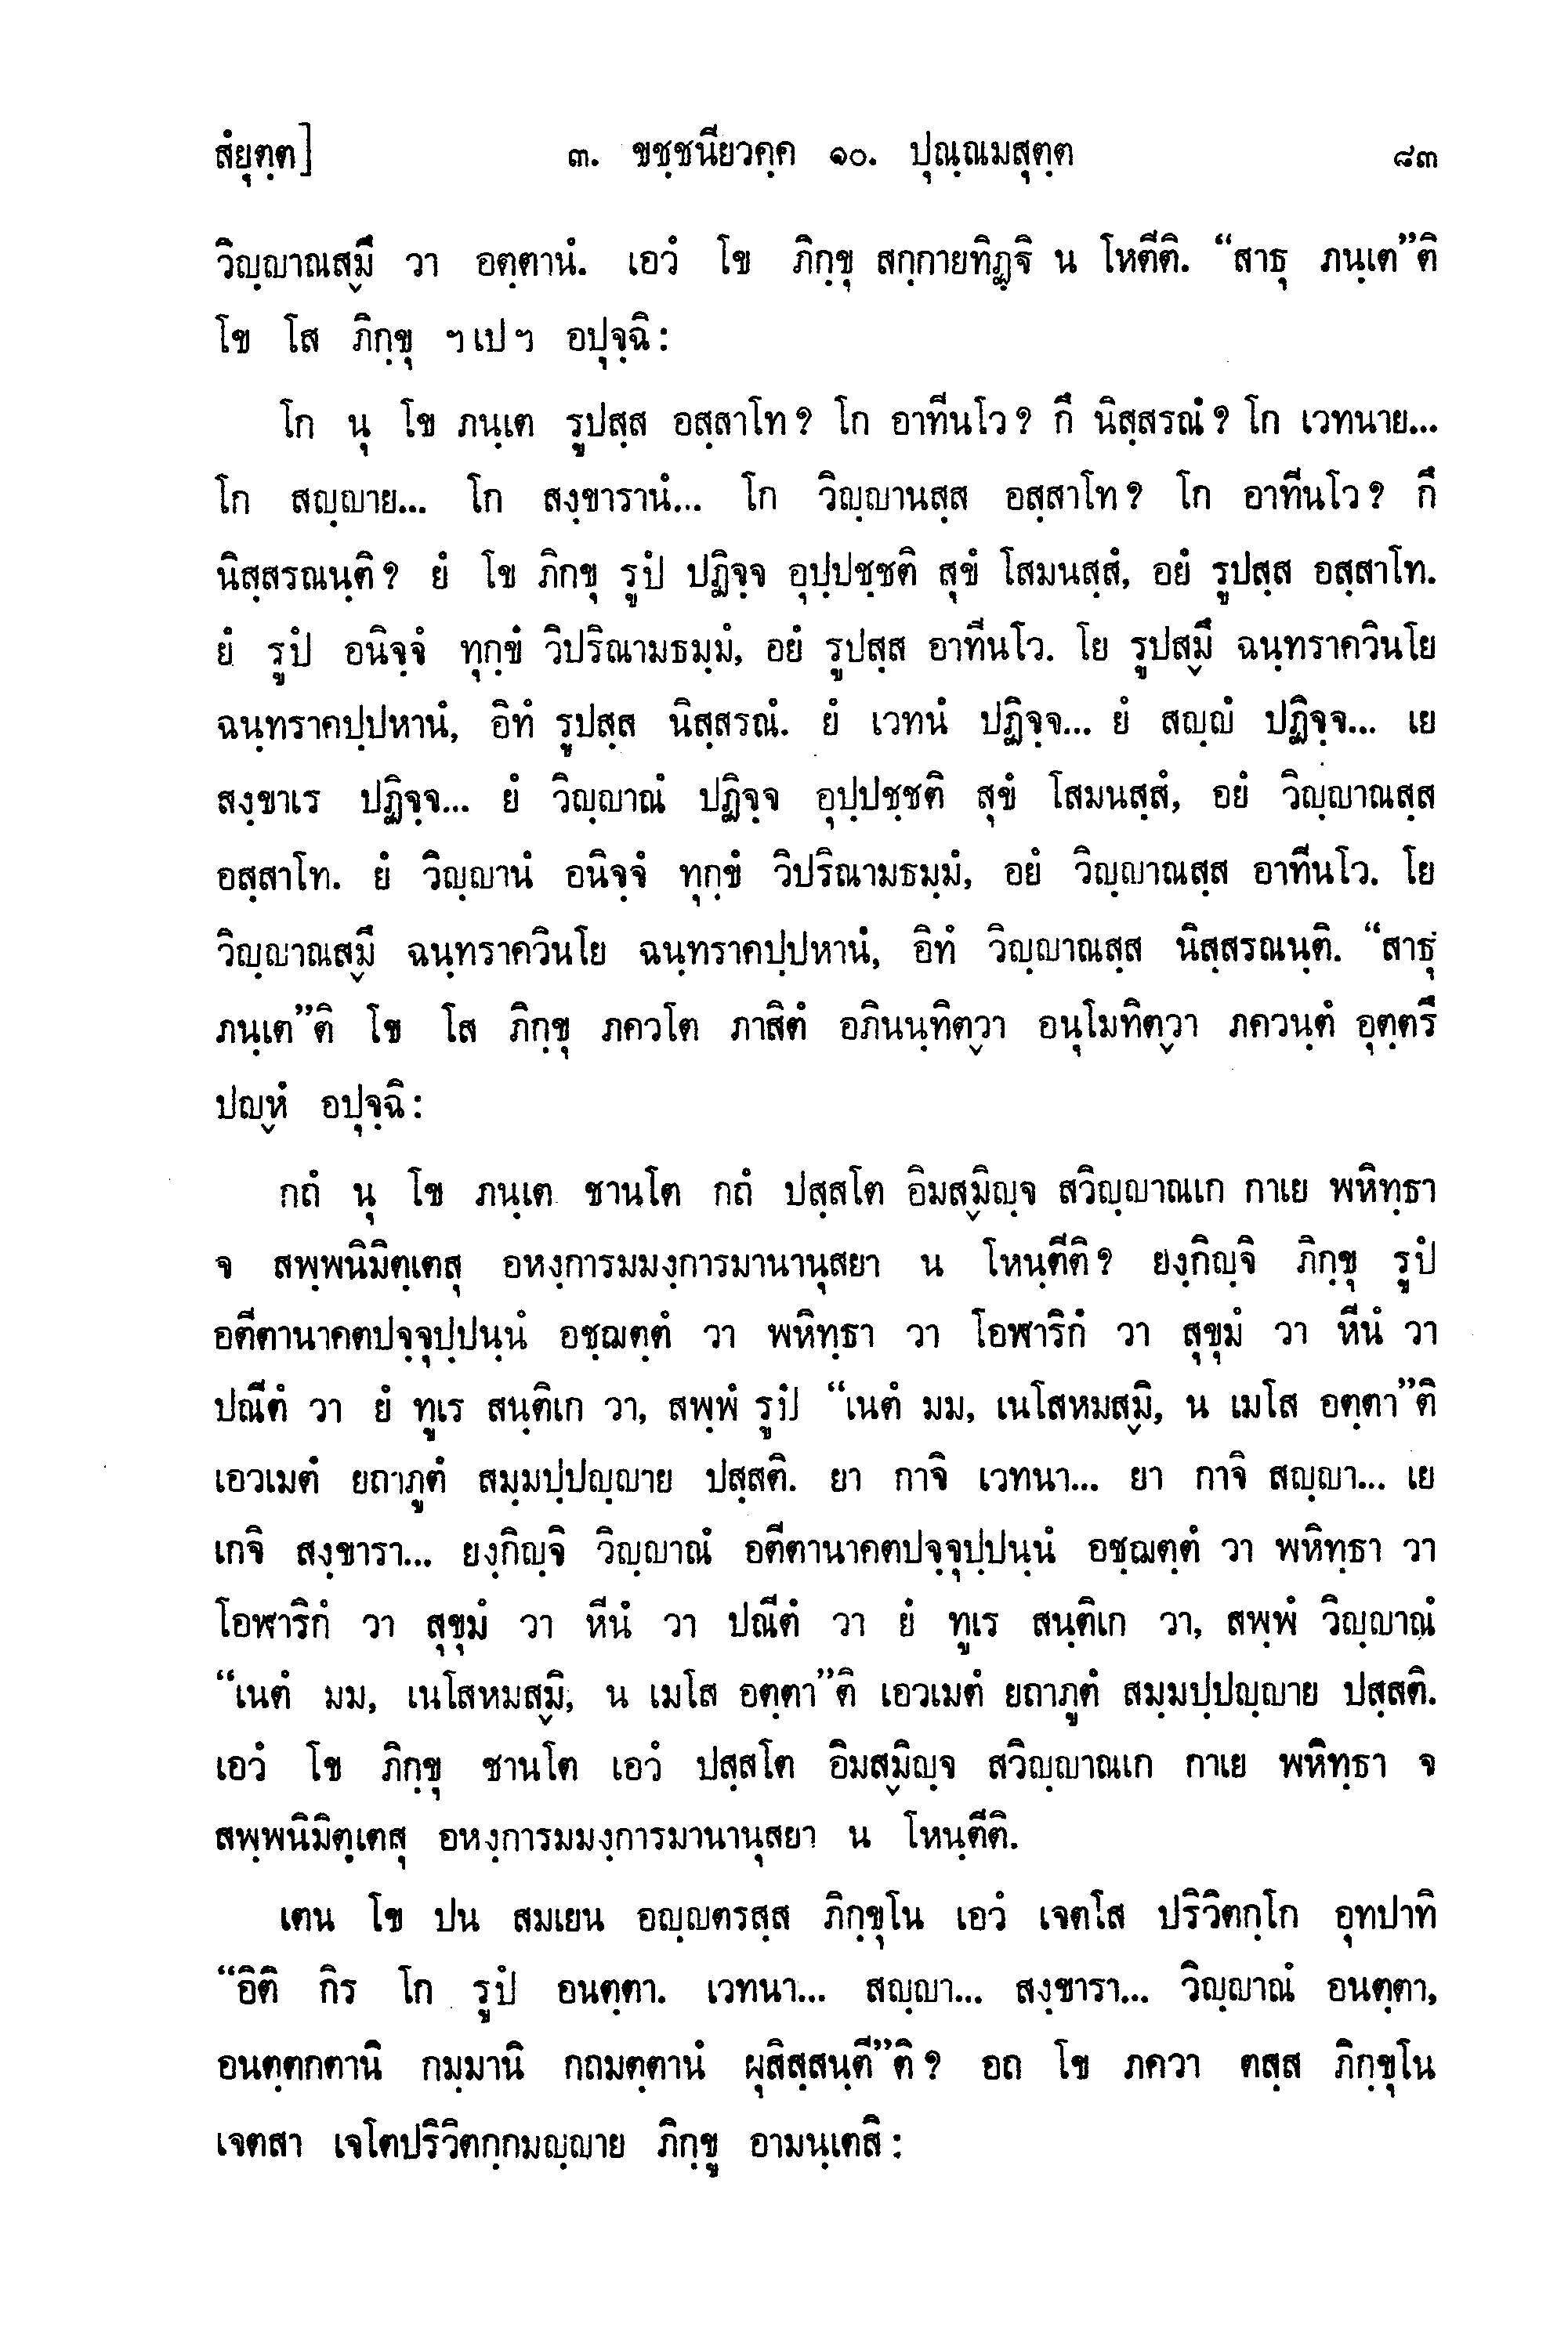 สํยุตฺต] ๓. ขชฺชนียวคฺค ๑๐. ปุณฺณมสุตฺต ๘๓
วิญฺญาณสฺมึ วา อตฺตานํ. เอวํ โข ภิกฺขุ สกฺกายทิฏฺฐิ น โหตีติ. “สาธุ ภนฺเต”ติ
โข โส ภิกฺขุ ฯเปฯ อปุจฺฉิ:
โก นุ โข ภนฺเต รูปสฺส อสฺสาโท? โก อาทีนโว? กึ นิสฺสรณํ? โก เวทนาย...
โก สญฺญาย... โก สงฺขารานํ... โก วิญฺญานสฺส อสฺสาโท? โก อาทีนโว? กึ
นิสฺสรณนฺติ? ยํ โข ภิกขุ รูปํ ปฏิจฺจ อุปฺปชฺชติ สุขํ โสมนสฺสํ, อยํ รูปสฺส อสฺสาโท.
ยํ รูปํ อนิจฺจํ ทุกฺขํ วิปริณามธมฺมํ, อยํ รูปสฺส อาทีนโว. โย รูปสฺมึ ฉนฺทราควินโย
ฉนฺทราคปฺปหานํ, อิทํ รูปสฺส นิสฺสรณํ. ยํ เวทนํ ปฏิจฺจ... ยํ สญฺญํ ปฏิจฺจ... เย
สงฺขาเร ปฏิจฺจ... ยํ วิญฺญาณํ ปฏิจฺจ อุปฺปชฺชติ สุขํ โสมนสฺสํ, อยํ วิญฺญาณสฺส
อสฺสาโท. ยํ วิญฺญานํ อนิจฺจํ ทุกฺขํ วิปริณามธมฺมํ, อยํ วิญฺญาณสฺส อาทีนโว. โย
วิญฺญาณสฺมึ ฉนฺทราควินโย ฉนฺทราคปฺปหานํ, อิทํ วิญฺญาณสฺส นิสฺสรณนฺติ. “สาธุ
ภนฺเต”ติ โข โส ภิกฺขุ ภควโต ภาสิตํ อภินนฺทิตฺวา อนุโมทิตฺวา ภควนฺตํ อุตฺตรึ
ปญฺหํ อปุจฺฉิ:
กถํ นุ โข ภนฺเต ชานโต กถํ ปสฺสโต อิมสฺมิญฺจ สวิญฺญาณเก กาเย พหิทฺธา
จ สพฺพนิมิตฺเตสุ อหงฺการมมงฺการมานานุสยา น โหนฺตีติ? ยงฺกิญฺจิ ภิกฺขุ รูปํ
อตีตานาคตปจฺจุปฺปนฺนํ อชฺฌตฺตํ วา พหิทฺธา วา โอฬาริกํ วา สุขุมํ วา หีนํ วา
ปณีตํ วา ยํ ทูเร สนฺติเก วา, สพฺพํ รูปํ “เนตํ มม, เนโสหมสฺมิ, น เมโส อตฺตา”ติ
เอวเมตํ ยถาภูตํ สมฺมปฺปญฺญาย ปสฺสติ. ยา กาจิ เวทนา... ยา กาจิ สญฺญา... เย
เกจิ สงฺขารา... ยงฺกิญฺจิ วิญฺญาณํ อตีตานาคตปจฺจุปฺปนฺนํ อชฺฌตฺตํ วา พหิทฺธา วา
โอฬาริกํ วา สุขุมํ วา หีนํ วา ปณีตํ วา ยํ ทูเร สนฺติเก วา, สพฺพํ วิญฺญาณํ
“เนตํ มม, เนโสหมสฺมิ, น เมโส อตฺตา”ติ เอวเมตํ ยถาภูตํ สมฺมปฺปญฺญาย ปสฺสติ.
เอวํ โข ภิกฺขุ ชานโต เอวํ ปสฺสโต อิมสฺมิญฺจ สวิญฺญาณเก กาเย พหิทฺธา จ
สพฺพนิมิตฺเตสุ อหงฺการมมงฺการมานานุสยา น โหนฺตีติ.
เตน โข ปน สมเยน อญฺญตรสฺส ภิกฺขุโน เอวํ เจตโส ปริวิตกฺโก อุทปาทิ
“อิติ กิร โก รูปํ อนตฺตา. เวทนา... สญฺญา... สงฺขารา... วิญฺญาณํ อนตฺตา,
อนตฺตกตานิ กมฺมานิ กถมตฺตานํ ผุสิสฺสนฺตี”ติ? อถ โข ภควา ตสฺส ภิกฺขุโน
เจตสา เจโตปริวิตกฺกมญฺญาย ภิกฺขู อามนฺเตสิ: